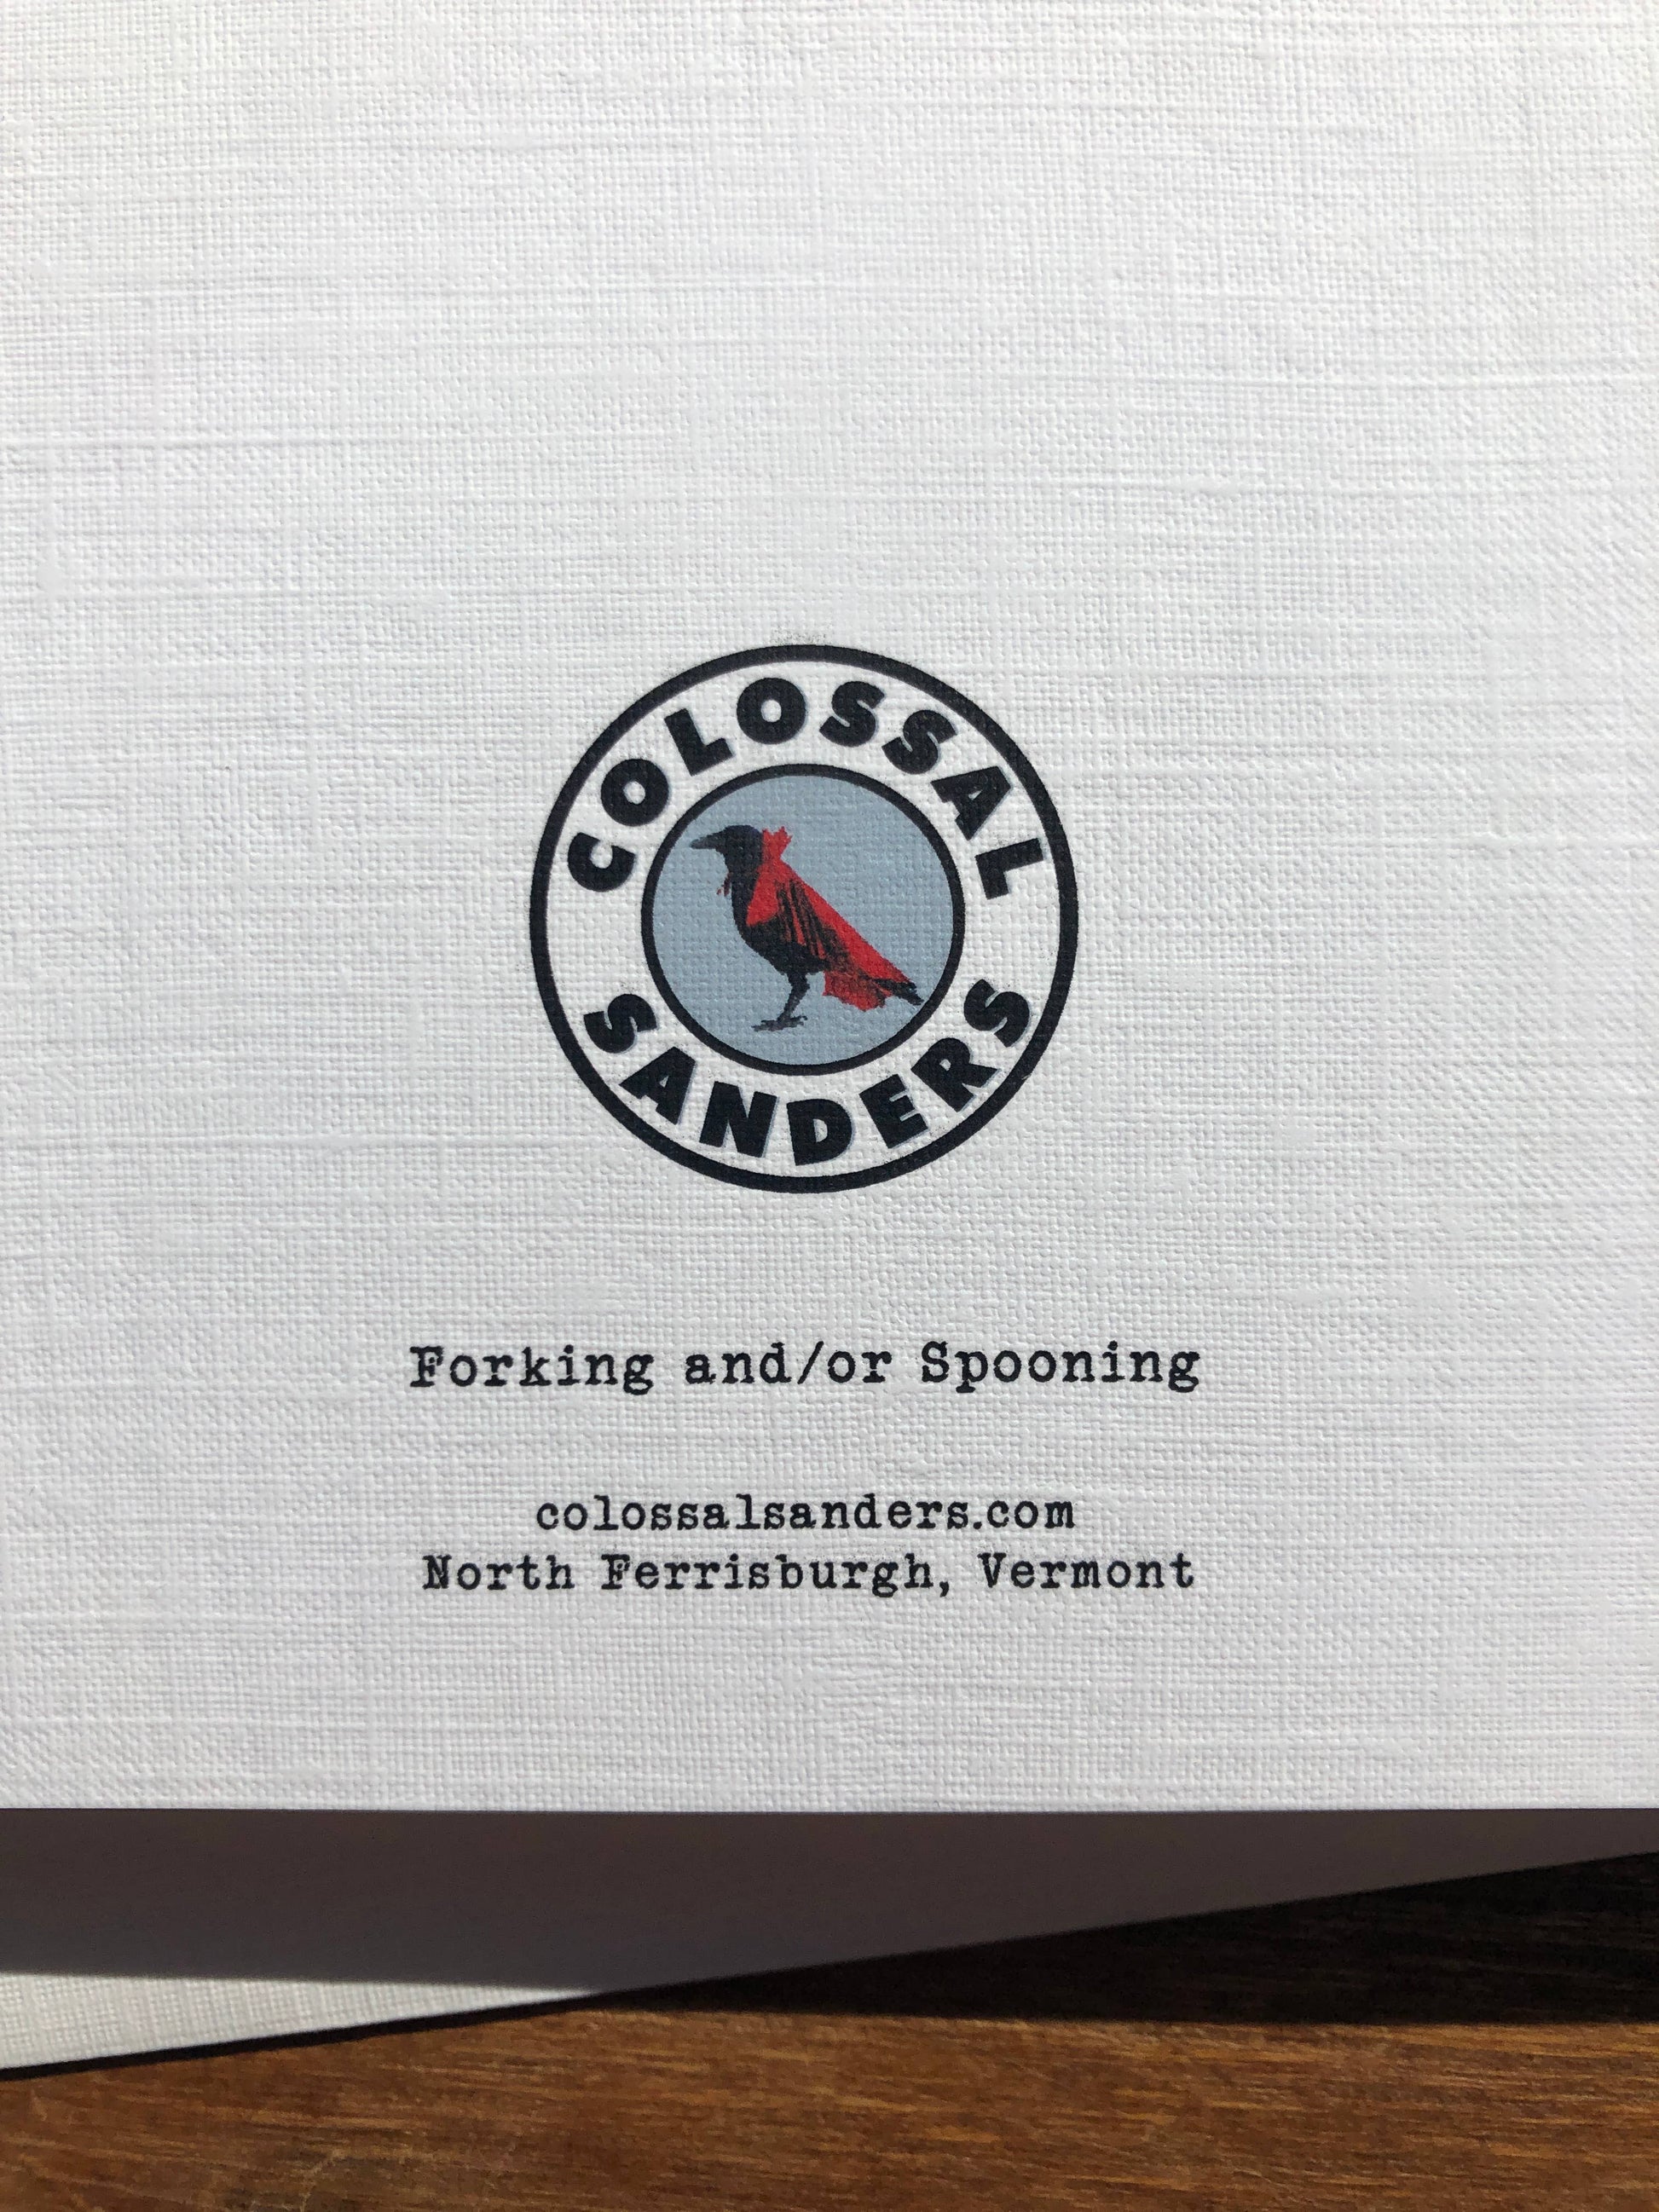 COLOSSAL
SANDERS
Forking and/or Spooning
colossalsanders.com
North Ferrisburgh, Vermont